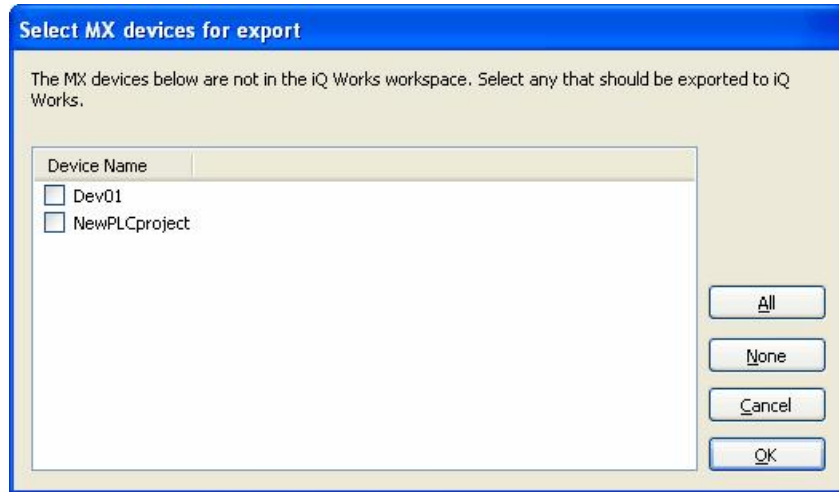 Select MX devices for export
The MX devices below are not in the iQ Works workspace. Select any that should be exported to iQ
Works.
Device Name
Dev01
NewPLCproject
All
None
Cancel
OK